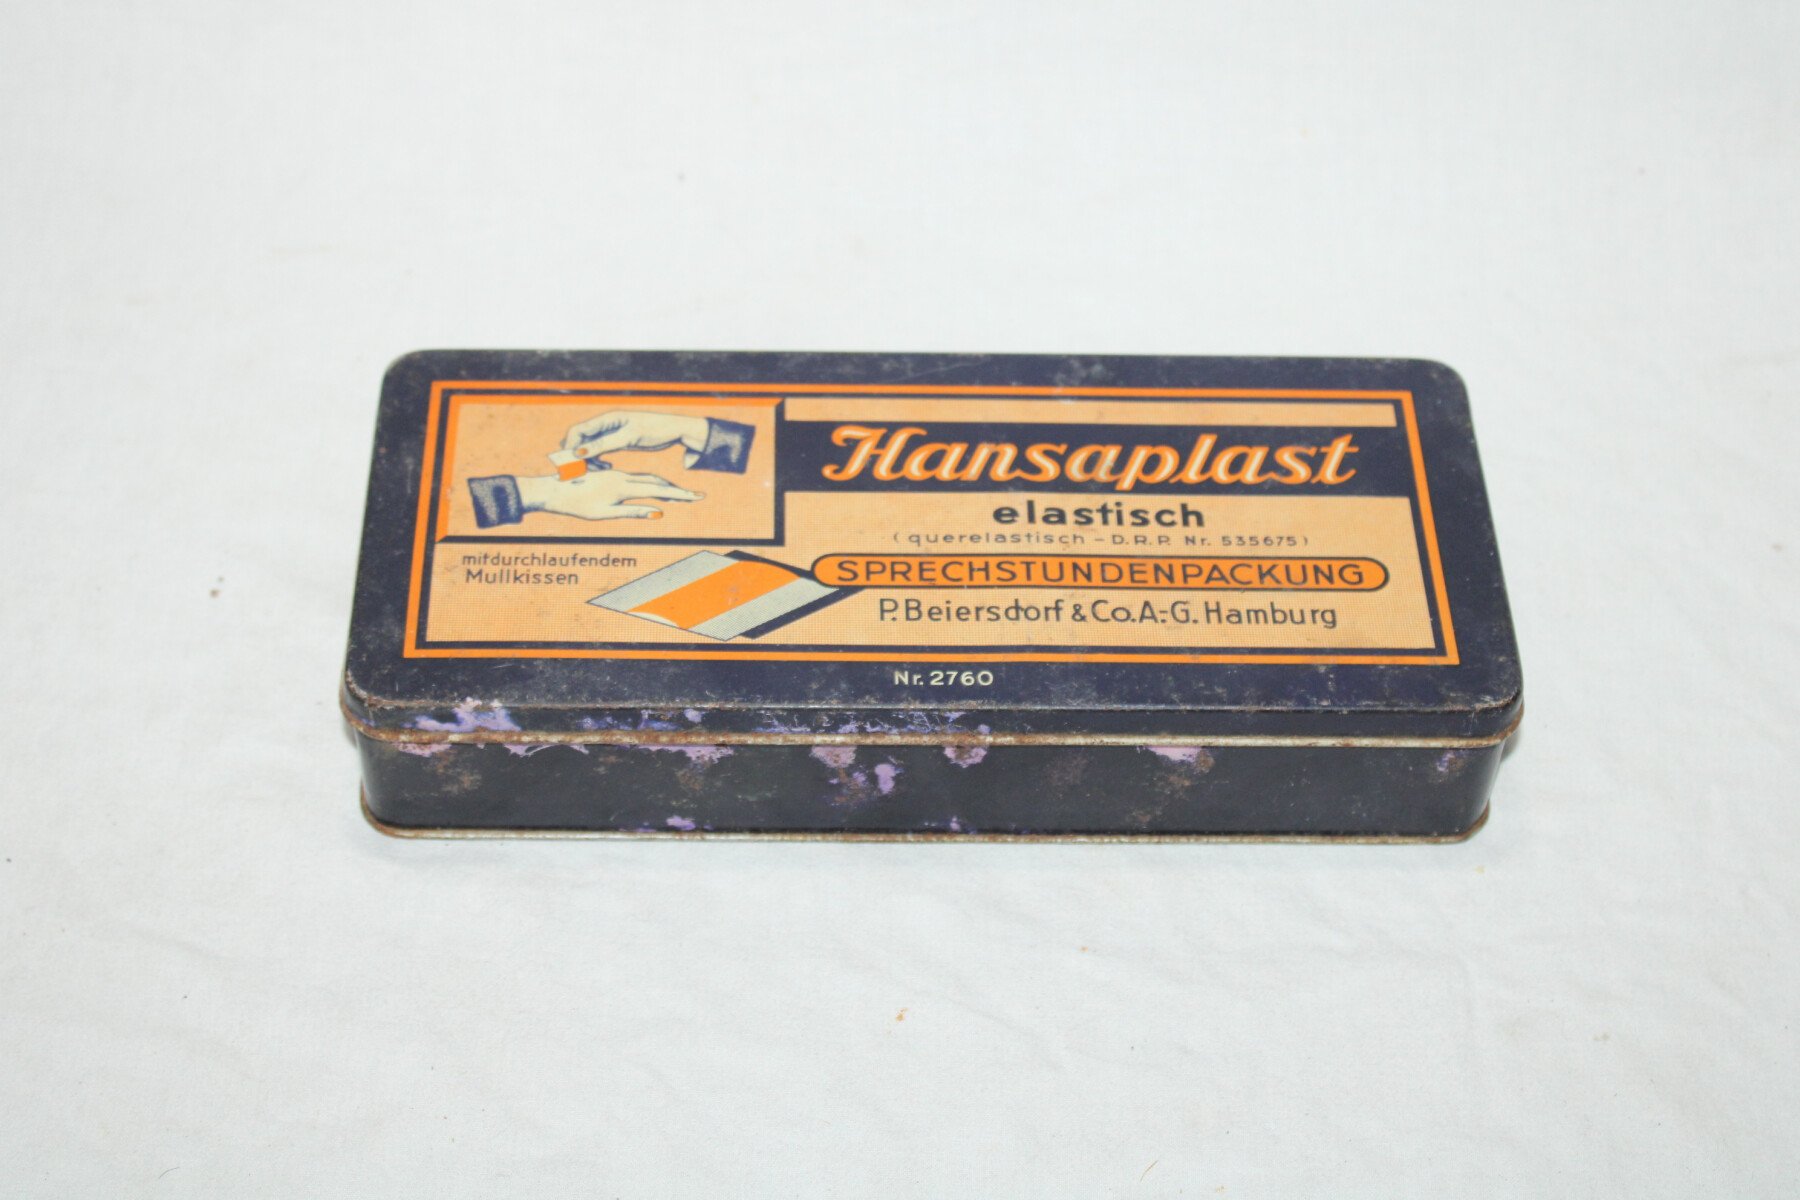 Hansaplast
elastisch
(querelastisch - D.R.P. Nr. 535675)
mitdurchlaufendem
Mullkissen
SPRECHSTUNDENPACKUNG
P. Beiersdorf & Co. A.-G. Hamburg
Nr. 2760